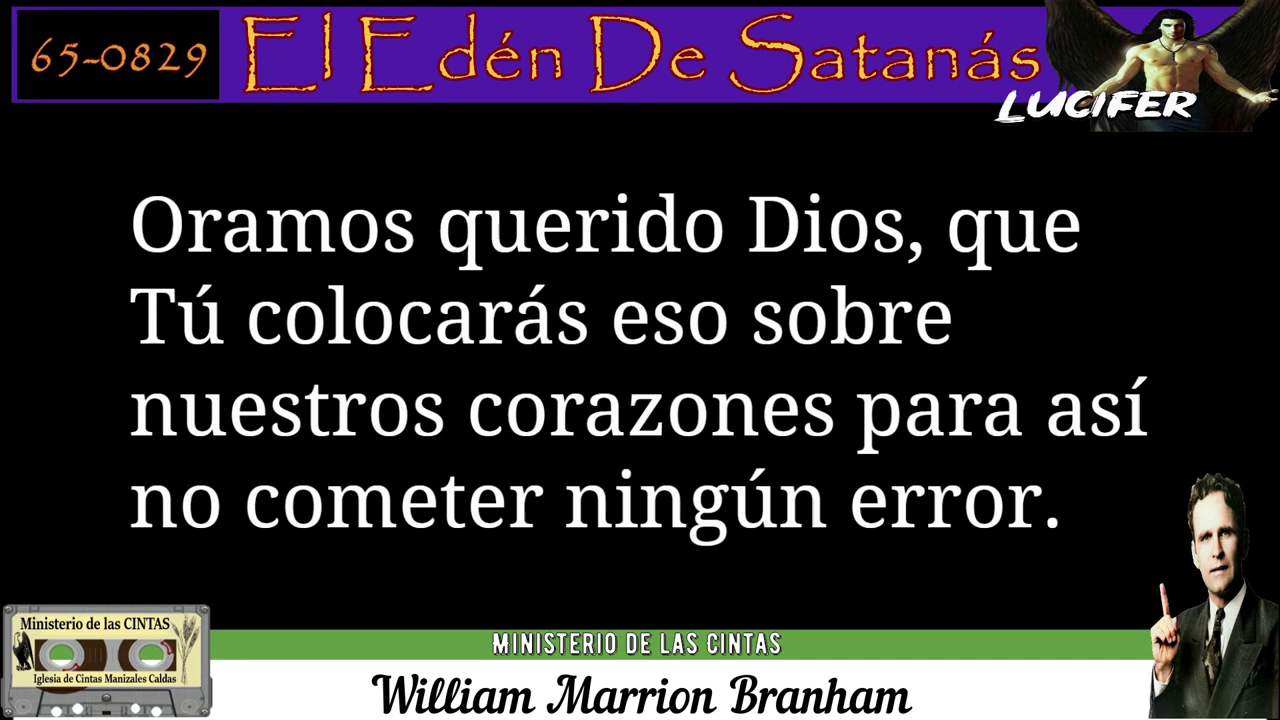 65-0829
El Edén De Satanás
LUCIFER
Oramos querido Dios, que
Tú colocarás eso sobre
nuestros corazones para así
no cometer ningún error.
Ministerio de las CINTAS
Iglesia de Cintas Manizales Caldas
MINISTERIO DE LAS CINTAS
William Marrion Branham